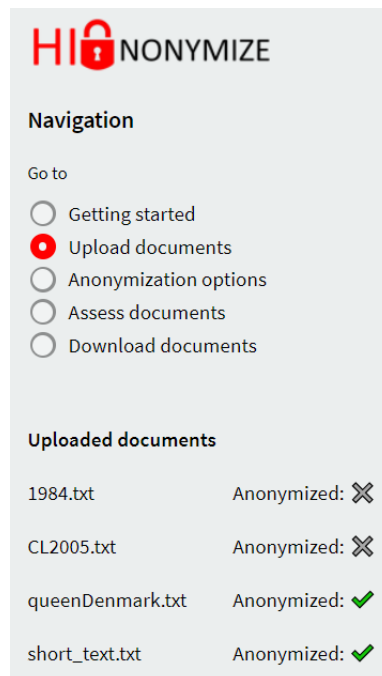 HI NONYMIZE
Navigation
Go to
Getting started
Upload documents
Anonymization options
Assess documents
Download documents
Uploaded documents
1984.txt Anonymized:
CL2005.txt Anonymized:
queenDenmark.txt Anonymized:
short_text.txt Anonymized: